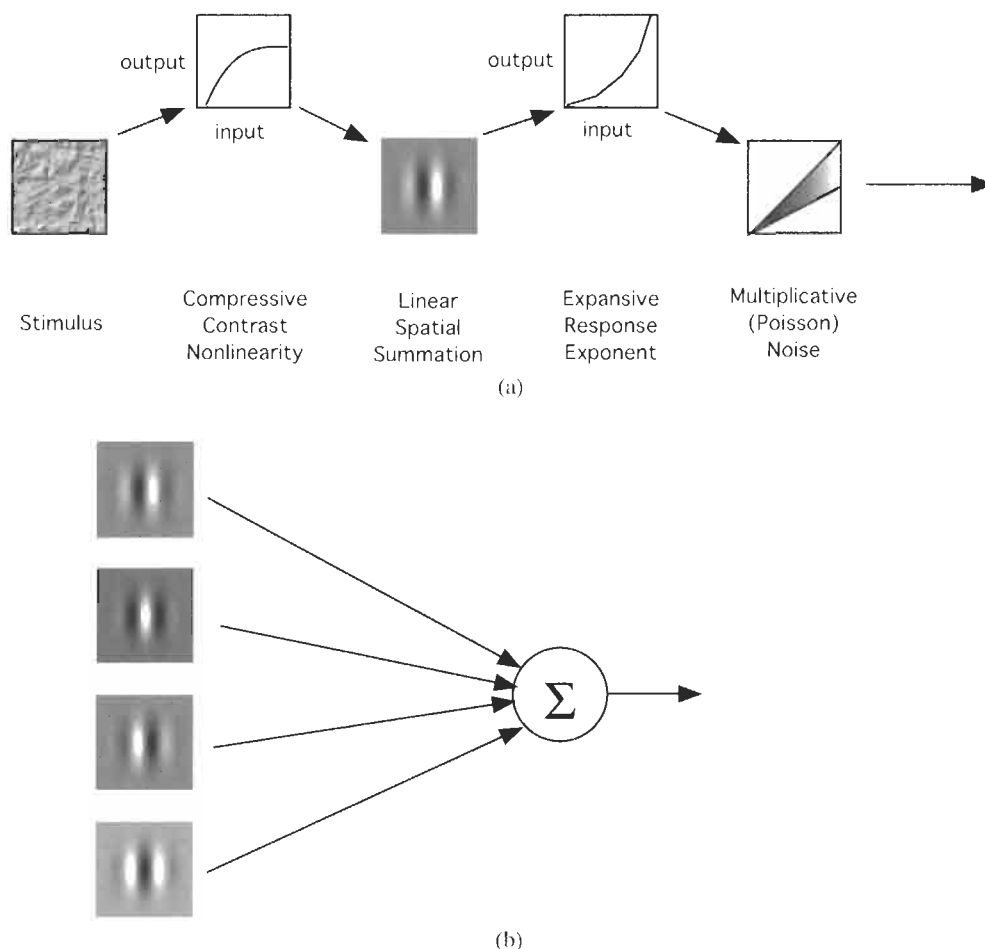 output
input
output
input
Stimulus
Compressive
Contrast
Nonlinearity
Linear
Spatial
Summation
Expansive
Response
Exponent
Multiplicative
(Poisson)
Noise
(a)
Σ
(b)